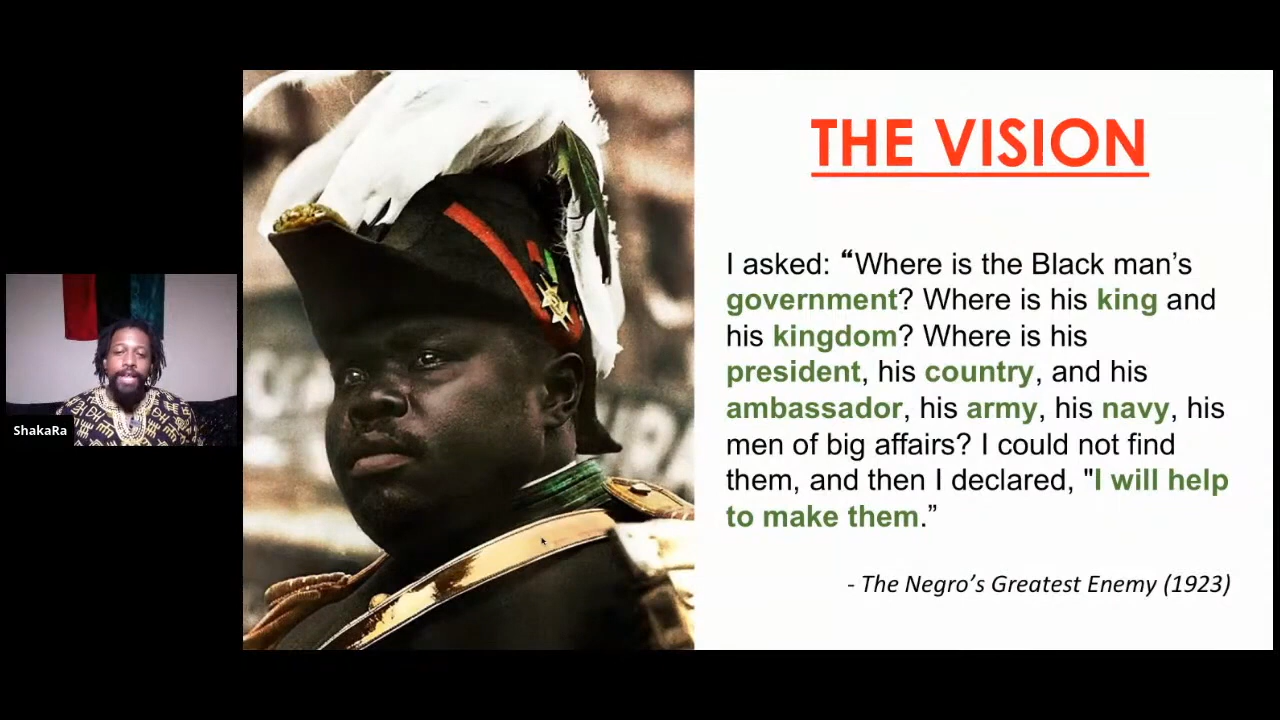 THE VISION
I asked: “Where is the Black man’s
government? Where is his king and
his kingdom? Where is his
president, his country, and his
ambassador, his army, his navy, his
men of big affairs? I could not find
them, and then I declared, "I will help
to make them.”
- The Negro’s Greatest Enemy (1923)
ShakaRa